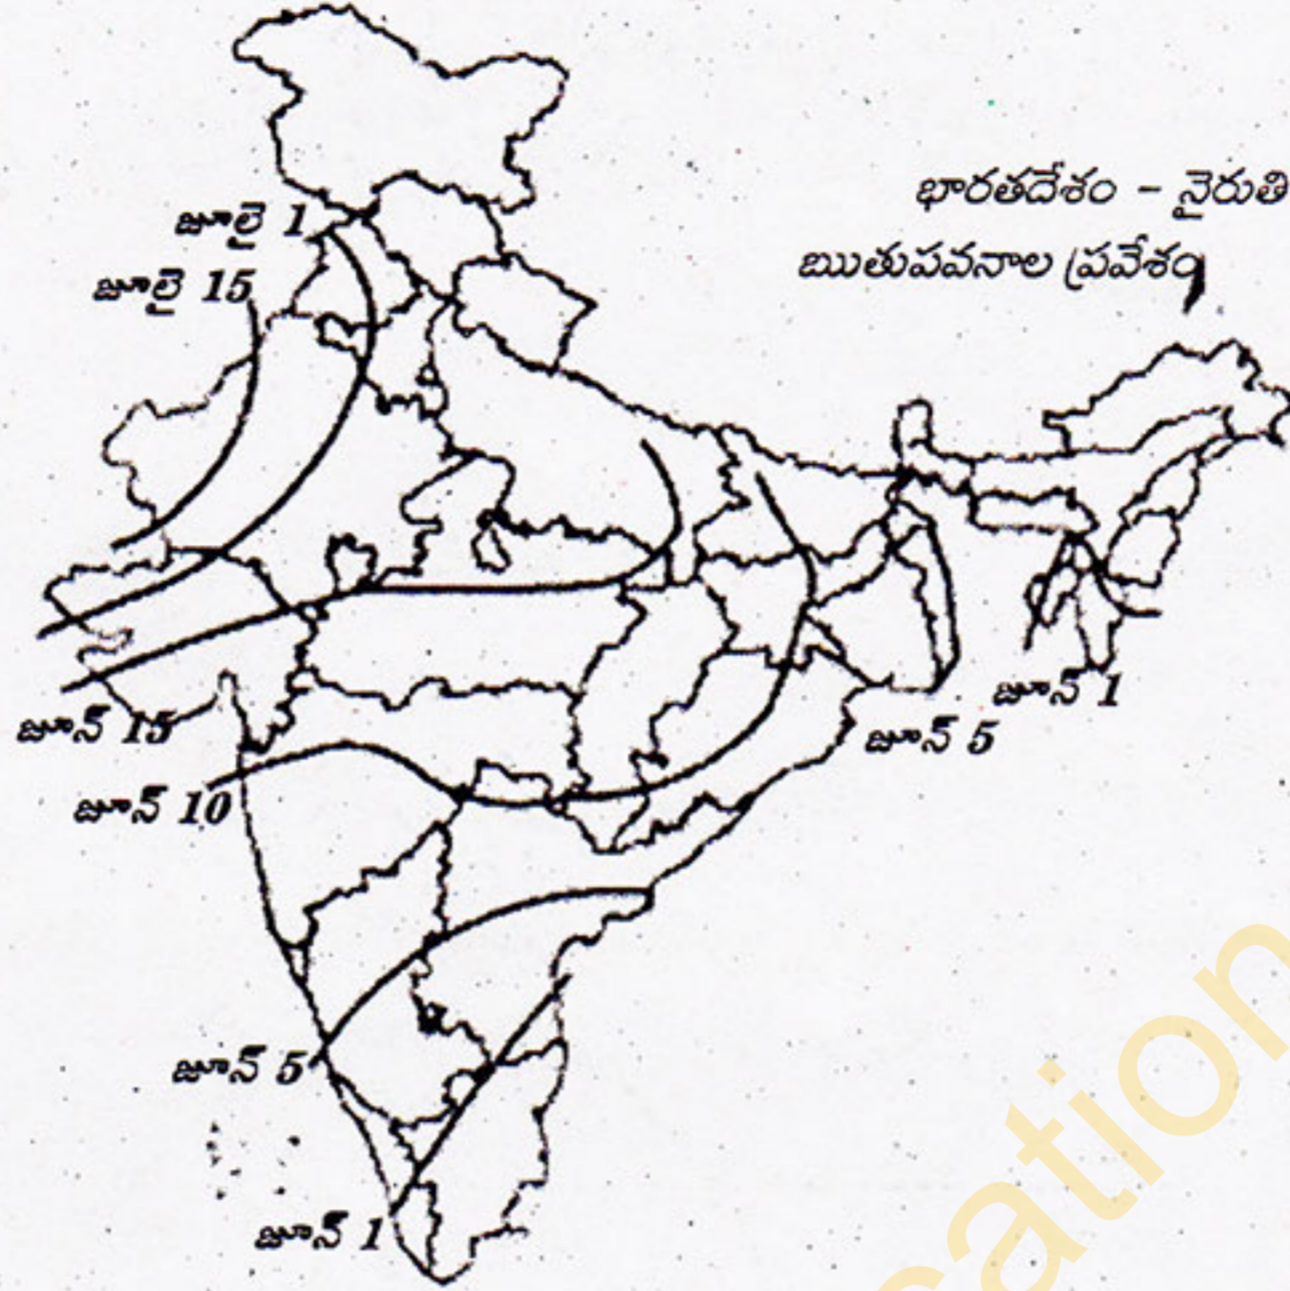 భారతదేశం - నైరుతి
ఋతుపవనాల ప్రవేశం
జూలై 1
జూలై 15
జూన్ 15
జూన్ 10
జూన్ 1
జూన్ 5
జూన్ 5
జూన్ 1